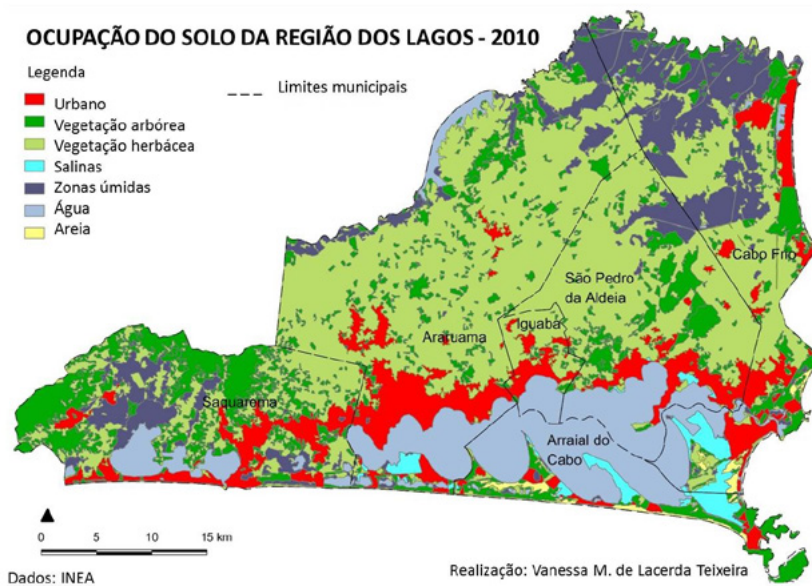 OCUPAÇÃO DO SOLO DA REGIÃO DOS LAGOS - 2010
Legenda
Limites municipais
Urbano
Vegetação arbórea
Vegetação herbácea
Salinas
Zonas úmidas
Água
Areia
Cabo Frio
São Pedro
da Aldeia
Iguaba
Araruama
Saquarema
Arraial do
Cabo
0 5 10 15 km
Dados: INEA
Realização: Vanessa M. de Lacerda Teixeira